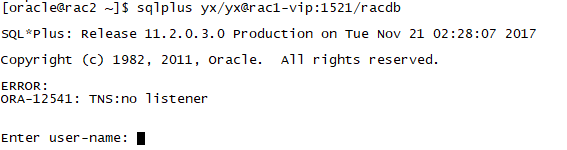 [oracle@rac2 ~]$ sqlplus yx/yx@rac1-vip:1521/racdb
SQL*Plus: Release 11.2.0.3.0 Production on Tue Nov 21 02:28:07 2017
Copyright (c) 1982, 2011, Oracle.  All rights reserved.
ERROR:
ORA-12541: TNS:no listener
Enter user-name: